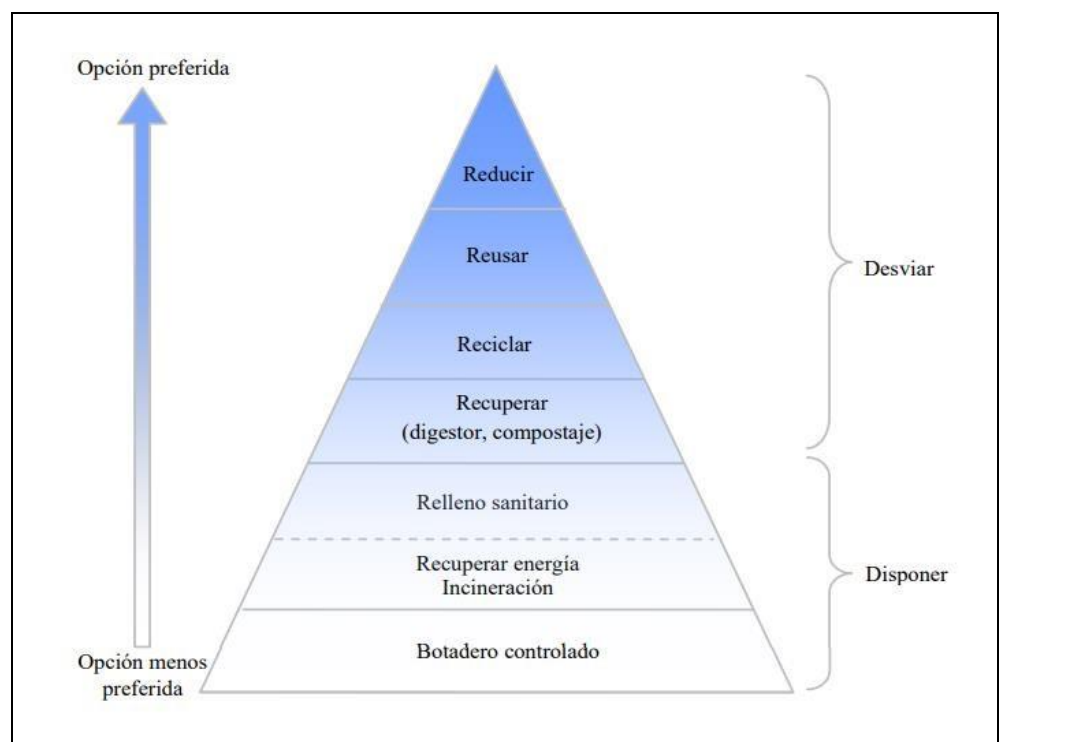 Opción preferida
Reducir
Reusar
Desviar
Reciclar
Recuperar
(digestor, compostaje)
Relleno sanitario
Recuperar energía
Incineración
Disponer
Botadero controlado
Opción menos
preferida